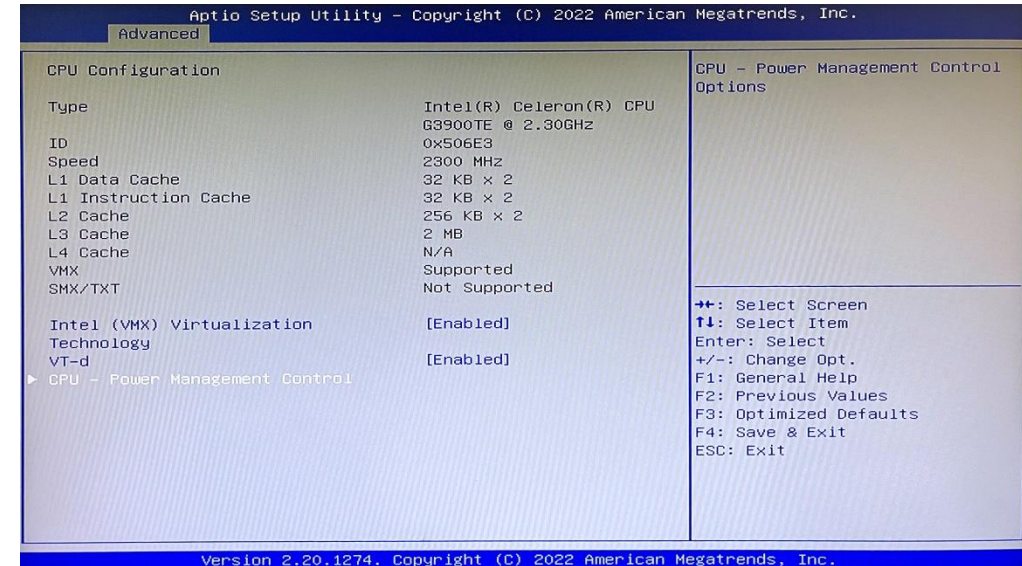 Aptio Setup Utility – Copyright (C) 2022 American Megatrends, Inc.
Advanced
CPU Configuration
Type Intel(R) Celeron(R) CPU
G3900TE @ 2.30GHz
ID 0x506E3
Speed 2300 MHz
L1 Data Cache 32 KB x 2
L1 Instruction Cache 32 KB x 2
L2 Cache 256 KB x 2
L3 Cache 2 MB
L4 Cache N/A
VMX Supported
SMX/TXT Not Supported
Intel (VMX) Virtualization [Enabled]
Technology
VT-d [Enabled]
▶ CPU – Power Management Control
CPU – Power Management Control
Options
→←: Select Screen
↑↓: Select Item
Enter: Select
+/-: Change Opt.
F1: General Help
F2: Previous Values
F3: Optimized Defaults
F4: Save & Exit
ESC: Exit
Version 2.20.1274. Copyright (C) 2022 American Megatrends, Inc.